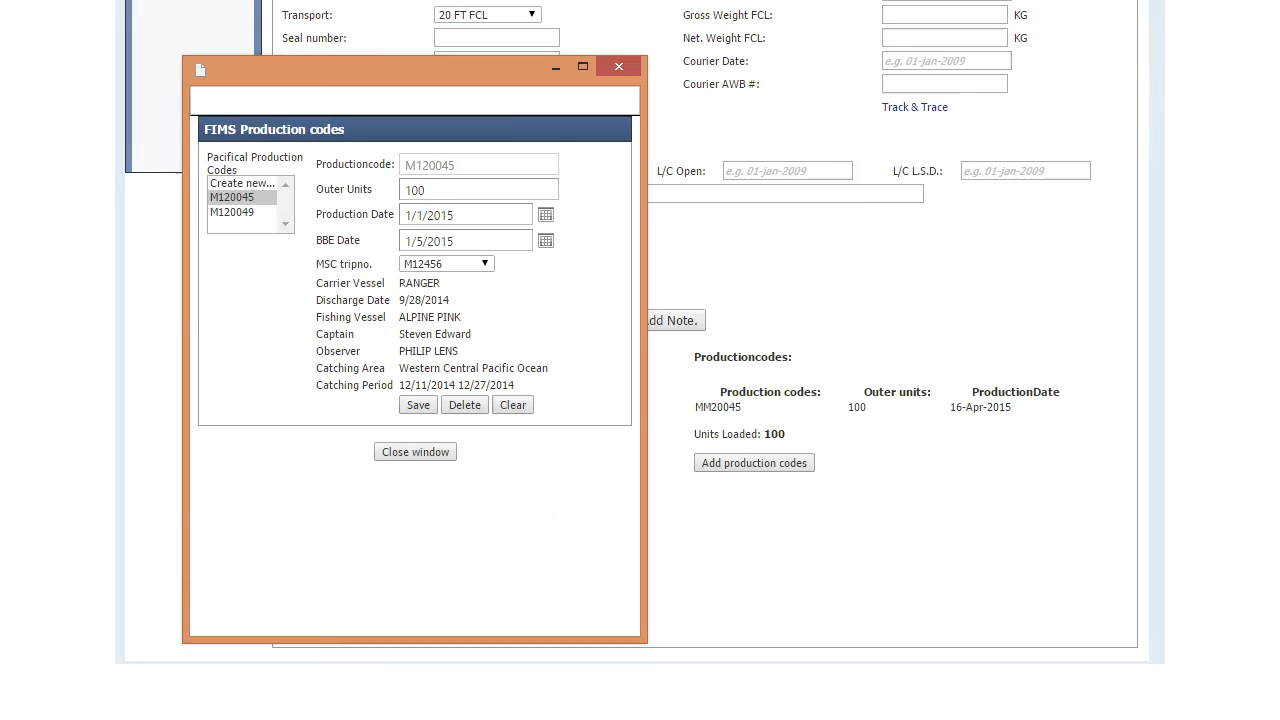 Transport: 20 FT FCL
Gross Weight FCL: KG
Seal number:
Net. Weight FCL: KG
Courier Date: e.g. 01-jan-2009
Courier AWB #:
Track & Trace
L/C Open: e.g. 01-jan-2009 L/C L.S.D.: e.g. 01-jan-2009
FIMS Production codes
Pacifical Production
Codes
Create new...
M120045
M120049
Productioncode: M120045
Outer Units 100
Production Date 1/1/2015
BBE Date 1/5/2015
MSC tripno. M12456
Carrier Vessel RANGER
Discharge Date 9/28/2014
Fishing Vessel ALPINE PINK
Captain Steven Edward
Observer PHILIP LENS
Catching Area Western Central Pacific Ocean
Catching Period 12/11/2014 12/27/2014
Save Delete Clear
Close window
dd Note.
Productioncodes:
Production codes: Outer units: ProductionDate
MM20045 100 16-Apr-2015
Units Loaded: 100
Add production codes